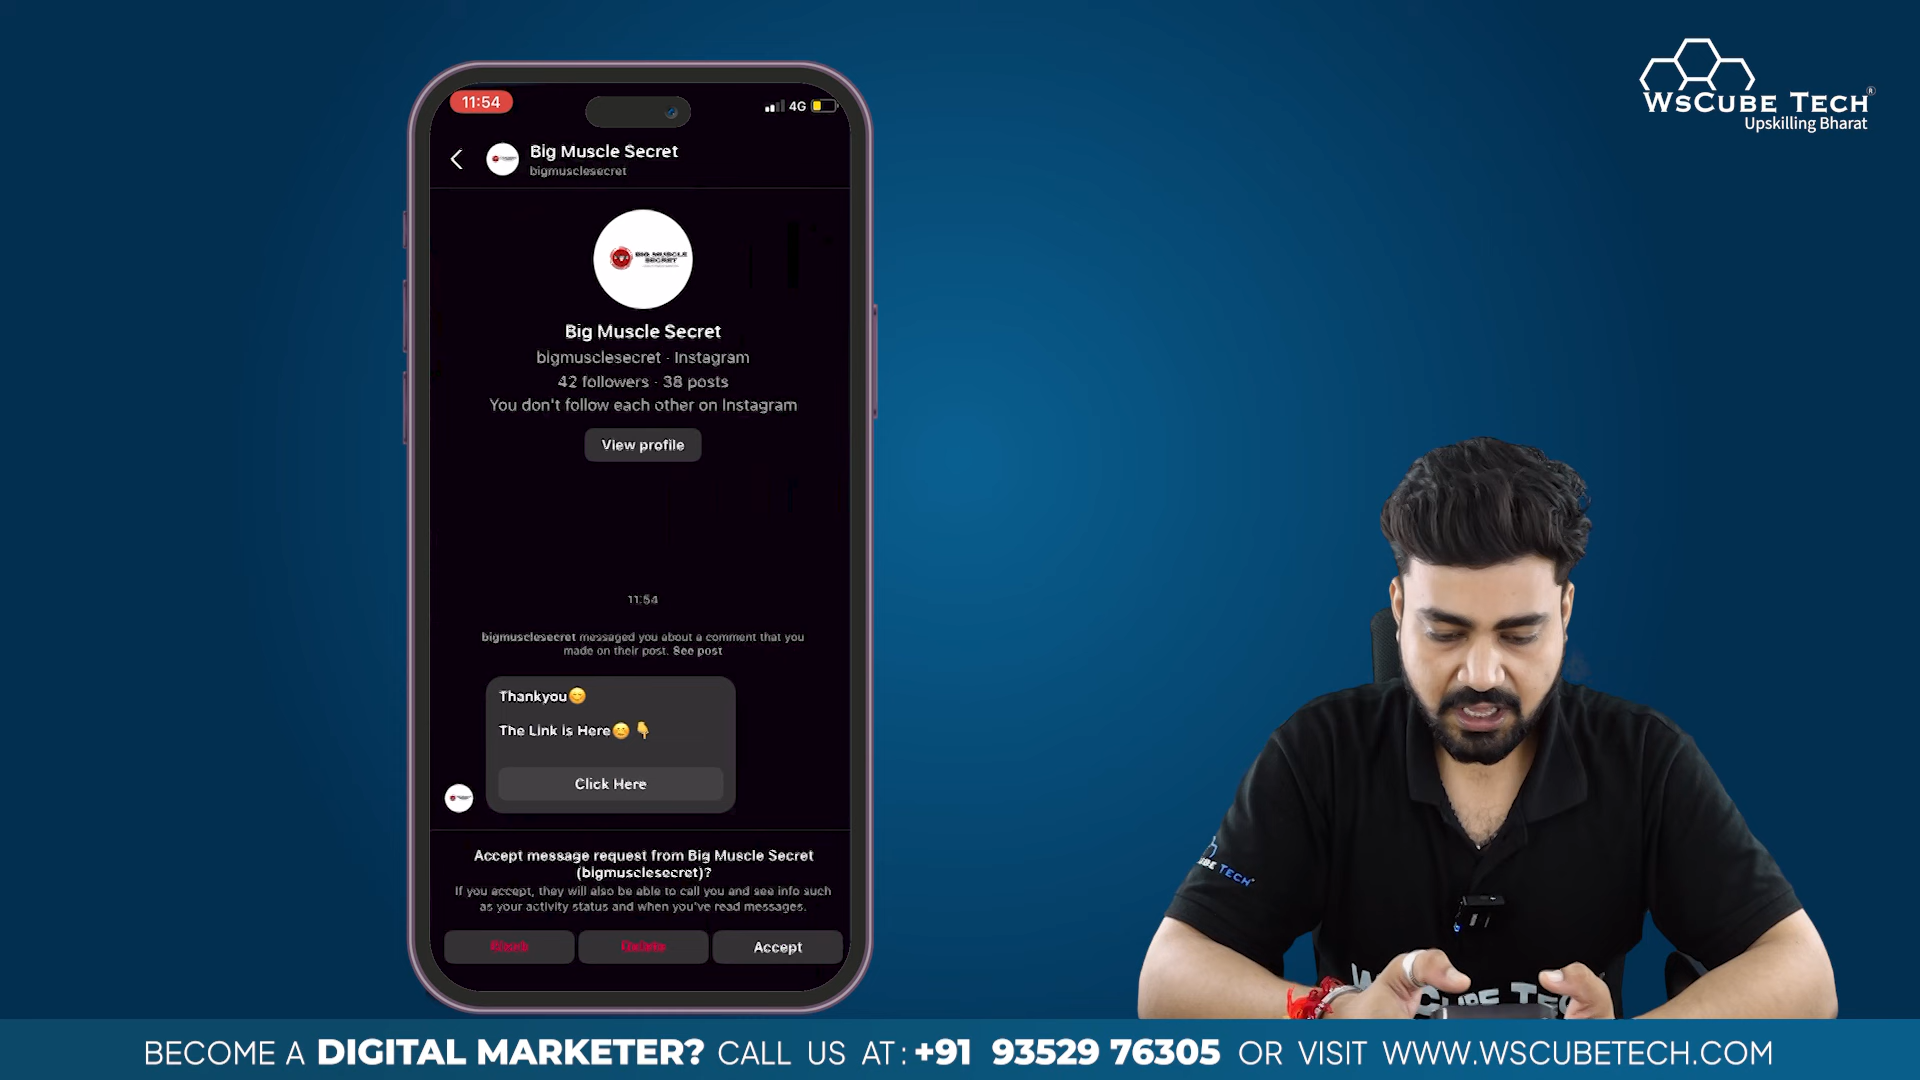 WsCube Tech®
Upskilling Bharat
11:54
4G
Big Muscle Secret
bigmusclesecret
BIG MUSCLE
SECRET
Big Muscle Secret
bigmusclesecret · Instagram
42 followers · 38 posts
You don't follow each other on Instagram
View profile
11:54
bigmusclesecret messaged you about a comment that you
made on their post. See post
Thankyou😊
The Link is Here😊 👇
Click Here
Accept message request from Big Muscle Secret
(bigmusclesecret)?
If you accept, they will also be able to call you and see info such
as your activity status and when you've read messages.
Block Delete Accept
BECOME A DIGITAL MARKETER? CALL US AT: +91 93529 76305 OR VISIT WWW.WSCUBETECH.COM